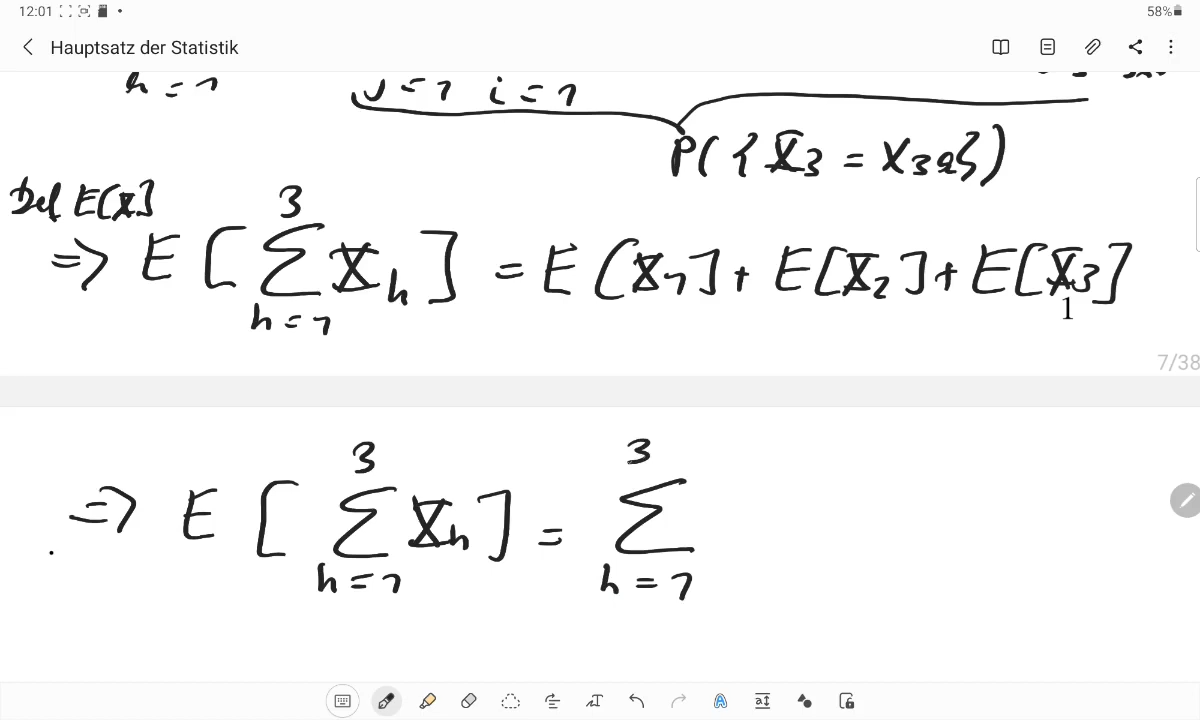 12:01 58%
Hauptsatz der Statistik
h = 1 j = 1 i = 1
P({X3 = X3a})
Def E[X]
3
=> E [ ∑ Xh ] = E[X1] + E[X2] + E[X3]
h = 1
1
7/38
3 3
=> E [ ∑ Xh ] = ∑
h = 1 h = 1